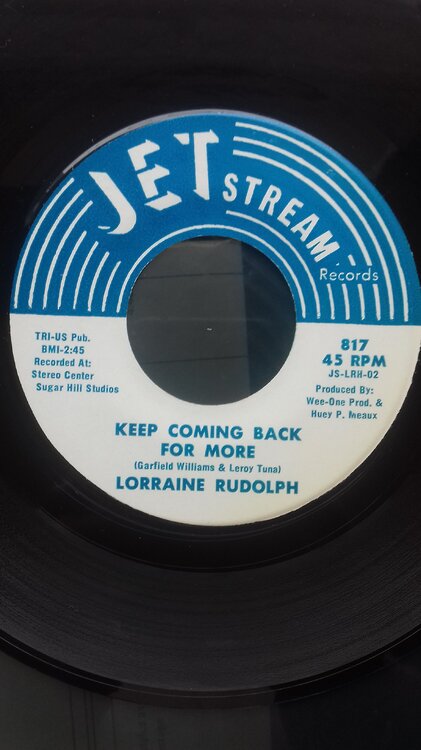 JET STREAM
Records
TRI-US Pub.
BMI-2:45
Recorded At:
Stereo Center
Sugar Hill Studios
817
45 RPM
JS-LRH-02
Produced By:
Wee-One Prod. &
Huey P. Meaux
KEEP COMING BACK
FOR MORE
(Garfield Williams & Leroy Tuna)
LORRAINE RUDOLPH